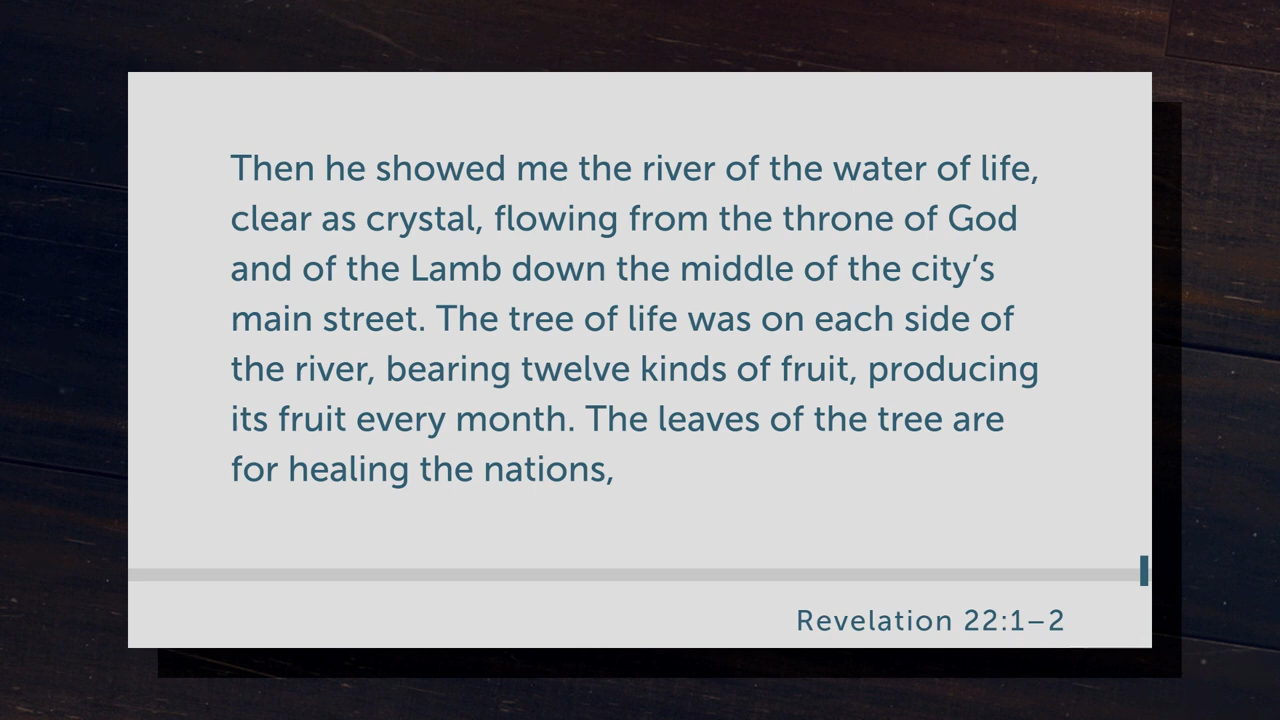 Then he showed me the river of the water of life,
clear as crystal, flowing from the throne of God
and of the Lamb down the middle of the city’s
main street. The tree of life was on each side of
the river, bearing twelve kinds of fruit, producing
its fruit every month. The leaves of the tree are
for healing the nations,
Revelation 22:1–2